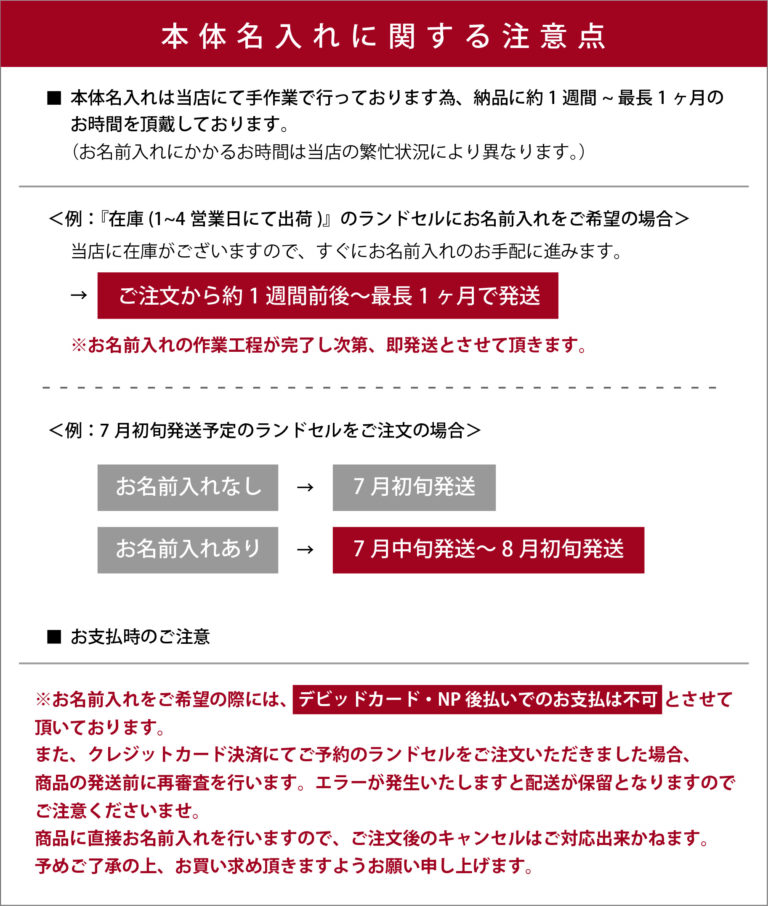 本体名入れに関する注意点
■ 本体名入れは当店にて手作業で行っております為、納品に約1週間~最長1ヶ月の
お時間を頂戴しております。
（お名前入れにかかるお時間は当店の繁忙状況により異なります。）
＜例：『在庫(1~4営業日にて出荷)』のランドセルにお名前入れをご希望の場合＞
当店に在庫がございますので、すぐにお名前入れのお手配に進みます。
→ ご注文から約1週間前後〜最長1ヶ月で発送
※お名前入れの作業工程が完了し次第、即発送とさせて頂きます。
＜例：7月初旬発送予定のランドセルをご注文の場合＞
お名前入れなし → 7月初旬発送
お名前入れあり → 7月中旬発送〜8月初旬発送
■ お支払時のご注意
※お名前入れをご希望の際には、デビッドカード・NP後払いでのお支払は不可とさせて
頂いております。
また、クレジットカード決済にてご予約のランドセルをご注文いただきました場合、
商品の発送前に再審査を行います。エラーが発生いたしますと配送が保留となりますので
ご注意くださいませ。
商品に直接お名前入れを行いますので、ご注文後のキャンセルはご対応出来かねます。
予めご了承の上、お買い求め頂きますようお願い申し上げます。